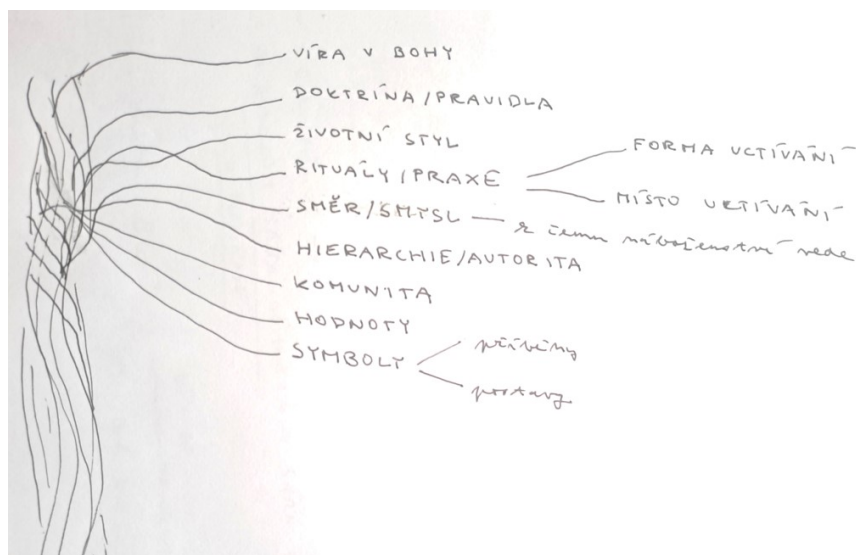 VÍRA V BOHY
DOKTRÍNA/PRAVIDLA
ŽIVOTNÍ STYL
RITUÁLY/PRAXE
FORMA UCTÍVÁNÍ
MÍSTO UCTÍVÁNÍ
SMĚR/SMYSL
k čemu náboženství vede
HIERARCHIE/AUTORITA
KOMUNITA
HODNOTY
SYMBOLY
příběhy
postavy